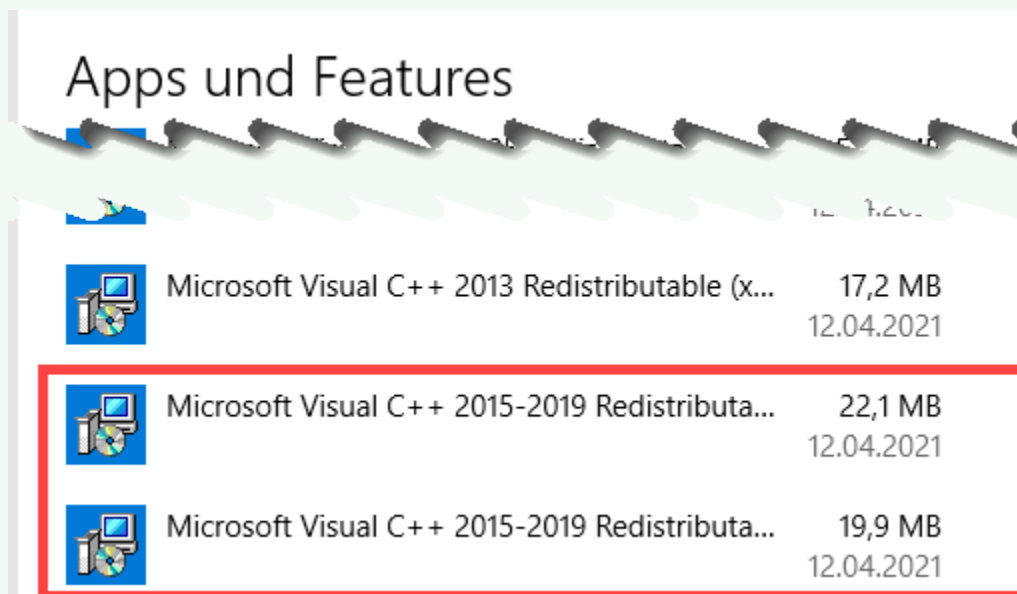 Apps und Features
Microsoft Visual C++ 2013 Redistributable (x... 17,2 MB
12.04.2021
Microsoft Visual C++ 2015-2019 Redistributa... 22,1 MB
12.04.2021
Microsoft Visual C++ 2015-2019 Redistributa... 19,9 MB
12.04.2021